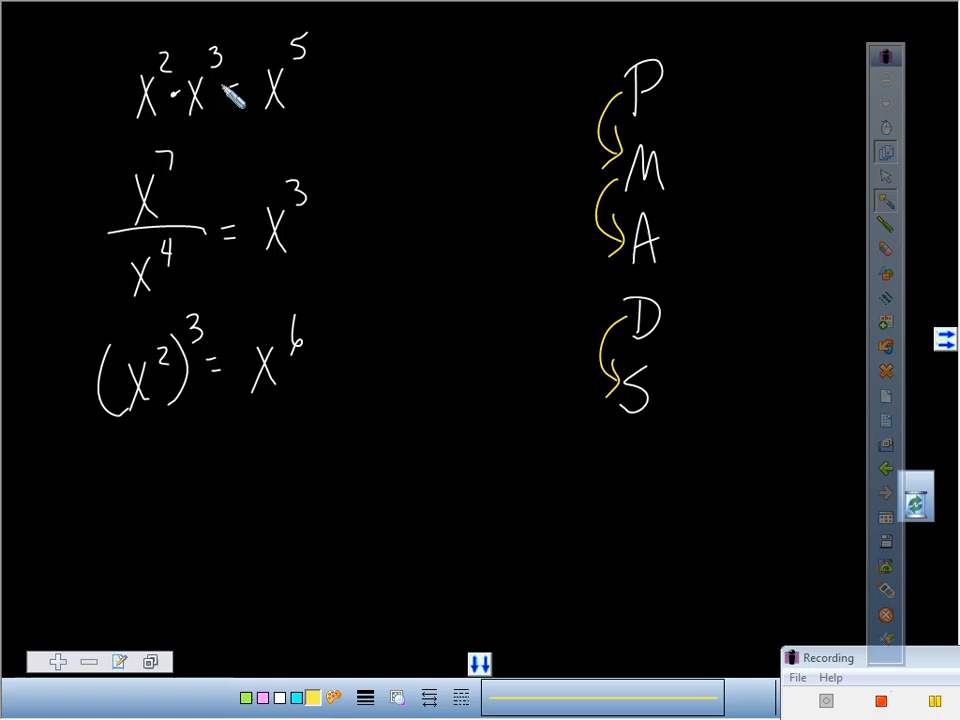 x² · x³ = x⁵
x⁷
x⁴ = x³
(x²)³ = x⁶
P
M
A
D
S
Recording
File Help